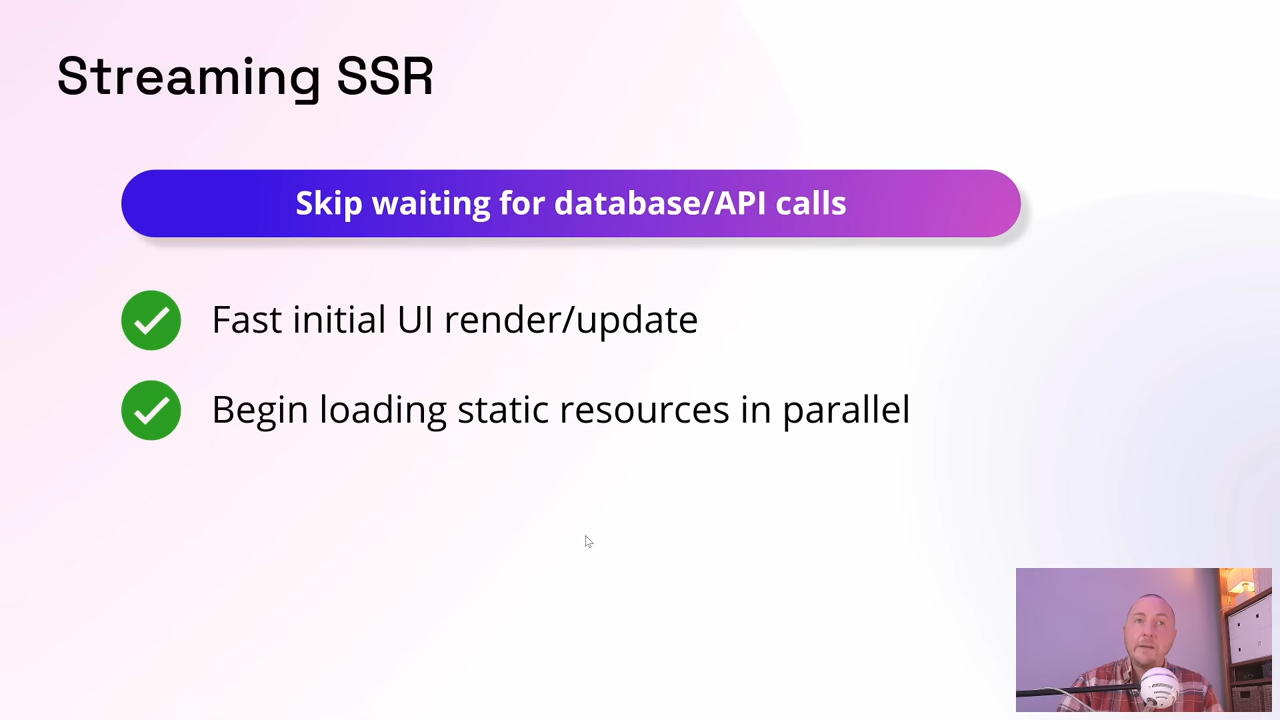 Streaming SSR
Skip waiting for database/API calls
Fast initial UI render/update
Begin loading static resources in parallel